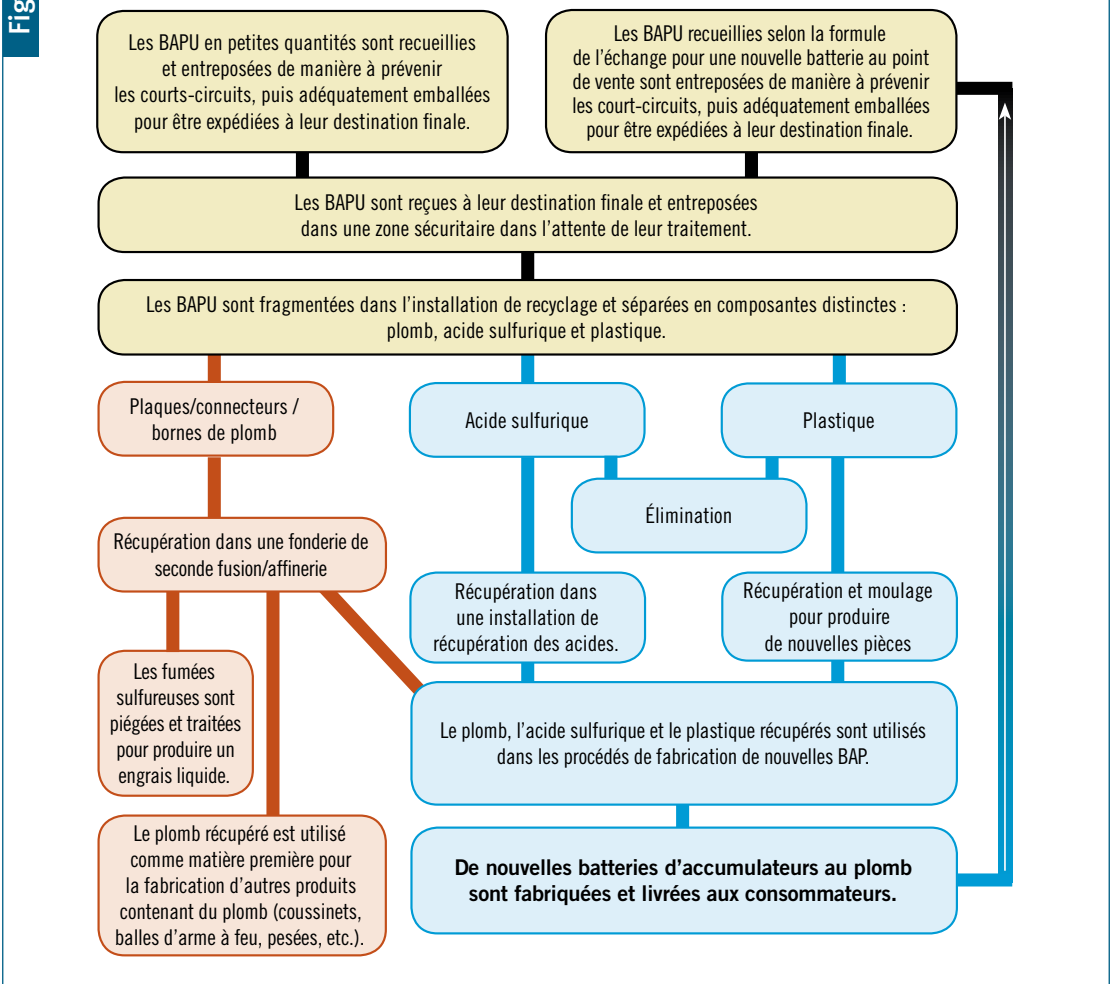 Fig
Les BAPU en petites quantités sont recueillies
et entreposées de manière à prévenir
les courts-circuits, puis adéquatement emballées
pour être expédiées à leur destination finale.
Les BAPU recueillies selon la formule
de l'échange pour une nouvelle batterie au point
de vente sont entreposées de manière à prévenir
les court-circuits, puis adéquatement emballées
pour être expédiées à leur destination finale.
Les BAPU sont reçues à leur destination finale et entreposées
dans une zone sécuritaire dans l'attente de leur traitement.
Les BAPU sont fragmentées dans l'installation de recyclage et séparées en composantes distinctes :
plomb, acide sulfurique et plastique.
Plaques/connecteurs /
bornes de plomb
Acide sulfurique
Plastique
Élimination
Récupération dans une fonderie de
seconde fusion/affinerie
Récupération dans
une installation de
récupération des acides.
Récupération et moulage
pour produire
de nouvelles pièces
Les fumées
sulfureuses sont
piégées et traitées
pour produire un
engrais liquide.
Le plomb, l'acide sulfurique et le plastique récupérés sont utilisés
dans les procédés de fabrication de nouvelles BAP.
Le plomb récupéré est utilisé
comme matière première pour
la fabrication d'autres produits
contenant du plomb (coussinets,
balles d'arme à feu, pesées, etc.).
De nouvelles batteries d'accumulateurs au plomb
sont fabriquées et livrées aux consommateurs.